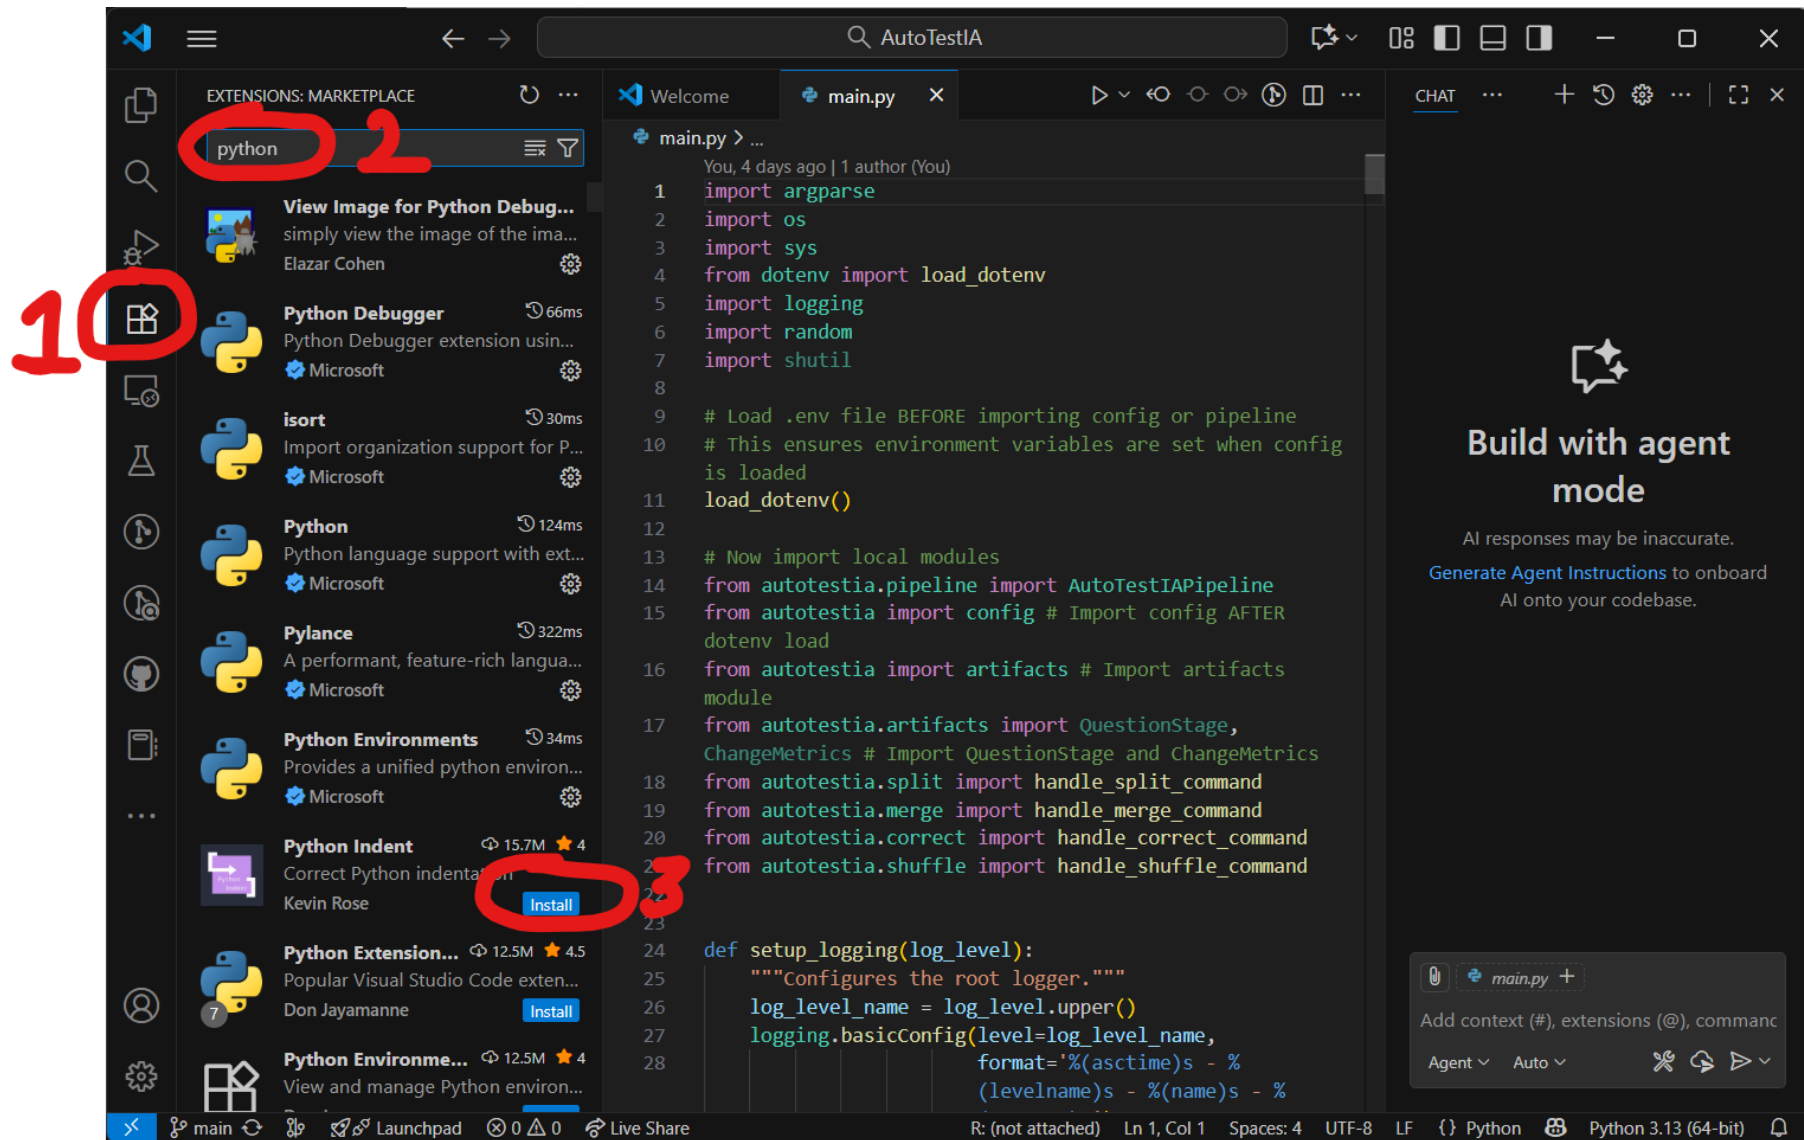 AutoTestIA
EXTENSIONS: MARKETPLACE
python
1
2
3
View Image for Python Debug...
simply view the image of the ima...
Elazar Cohen
Python Debugger 66ms
Python Debugger extension usin...
Microsoft
isort 30ms
Import organization support for P...
Microsoft
Python 124ms
Python language support with ext...
Microsoft
Pylance 322ms
A performant, feature-rich langua...
Microsoft
Python Environments 34ms
Provides a unified python environ...
Microsoft
Python Indent 15.7M 4
Correct Python indentation
Kevin Rose Install
Python Extension... 12.5M 4.5
Popular Visual Studio Code exten...
Don Jayamanne Install
7
Python Environme... 12.5M 4
View and manage Python environ...
Welcome main.py
main.py > ...
You, 4 days ago | 1 author (You)
1 import argparse
2 import os
3 import sys
4 from dotenv import load_dotenv
5 import logging
6 import random
7 import shutil
8
9 # Load .env file BEFORE importing config or pipeline
10 # This ensures environment variables are set when config
is loaded
11 load_dotenv()
12
13 # Now import local modules
14 from autotestia.pipeline import AutoTestIAPipeline
15 from autotestia import config # Import config AFTER
dotenv load
16 from autotestia import artifacts # Import artifacts
module
17 from autotestia.artifacts import QuestionStage,
ChangeMetrics # Import QuestionStage and ChangeMetrics
18 from autotestia.split import handle_split_command
19 from autotestia.merge import handle_merge_command
20 from autotestia.correct import handle_correct_command
from autotestia.shuffle import handle_shuffle_command
22
23
24 def setup_logging(log_level):
25 """Configures the root logger."""
26 log_level_name = log_level.upper()
27 logging.basicConfig(level=log_level_name,
28 format='%(asctime)s - %
(levelname)s - %(name)s - %
CHAT
Build with agent
mode
AI responses may be inaccurate.
Generate Agent Instructions to onboard
AI onto your codebase.
main.py
Add context (#), extensions (@), commanc
Agent Auto
main Launchpad 0 0 Live Share R: (not attached) Ln 1, Col 1 Spaces: 4 UTF-8 LF {} Python Python 3.13 (64-bit)